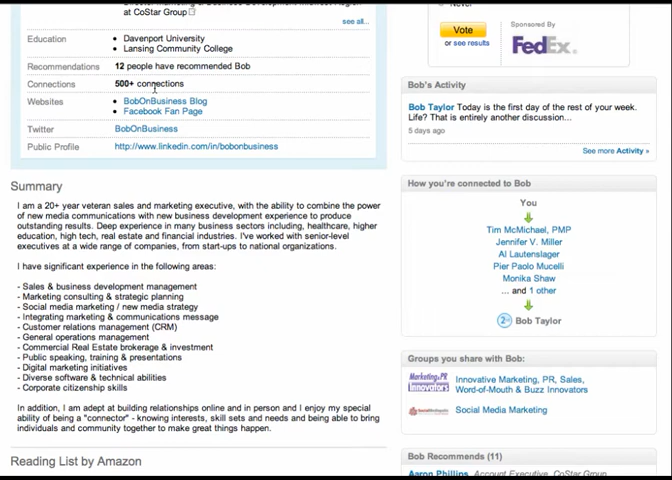 at CoStar Group
see all...
Education
• Davenport University
• Lansing Community College
Recommendations 12 people have recommended Bob
Connections 500+ connections
Websites
• BobOnBusiness Blog
• Facebook Fan Page
Twitter BobOnBusiness
Public Profile http://www.linkedin.com/in/bobonbusiness
Summary
I am a 20+ year veteran sales and marketing executive, with the ability to combine the power
of new media communications with new business development experience to produce
outstanding results. Deep experience in many business sectors including, healthcare, higher
education, high tech, real estate and financial industries. I've worked with senior-level
executives at a wide range of companies, from start-ups to national organizations.
I have significant experience in the following areas:
- Sales & business development management
- Marketing consulting & strategic planning
- Social media marketing / new media strategy
- Integrating marketing & communications message
- Customer relations management (CRM)
- General operations management
- Commercial Real Estate brokerage & investment
- Public speaking, training & presentations
- Digital marketing initiatives
- Diverse software & technical abilities
- Corporate citizenship skills
In addition, I am adept at building relationships online and in person and I enjoy my special
ability of being a "connector" - knowing interests, skill sets and needs and being able to bring
individuals and community together to make great things happen.
Reading List by Amazon
Never
Vote
or see results
Sponsored By
FedEx
Bob's Activity
Bob Taylor Today is the first day of the rest of your week.
Life? That is entirely another discussion...
5 days ago
See more Activity »
How you're connected to Bob
You
Tim McMichael, PMP
Jennifer V. Miller
Al Lautenslager
Pier Paolo Mucelli
Monika Shaw
... and 1 other
2nd Bob Taylor
Groups you share with Bob:
Marketing·PR
Innovators
Innovative Marketing, PR, Sales,
Word-of-Mouth & Buzz Innovators
Social Media Marketing
Bob Recommends (11)
Aaron Phillips, Account Executive, CoStar Group